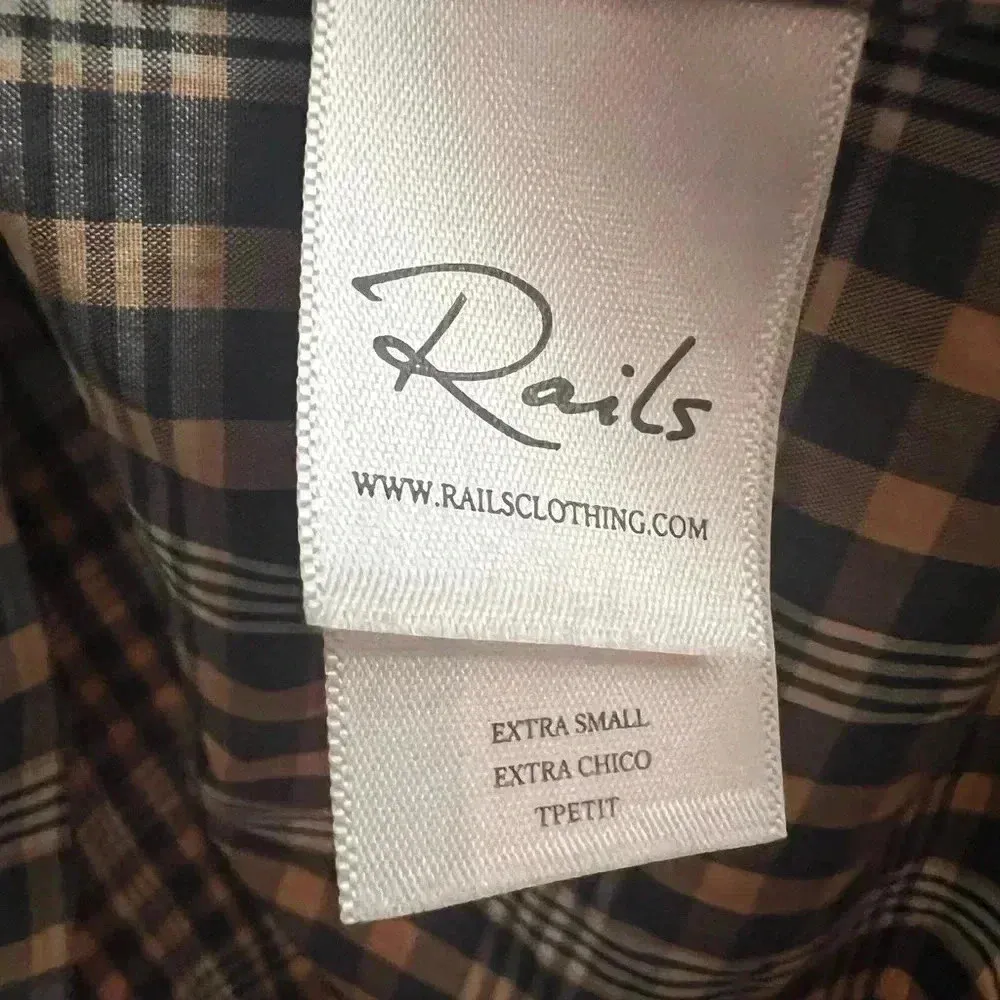 Rails
WWW.RAILSCLOTHING.COM
EXTRA SMALL
EXTRA CHICO
TPETIT